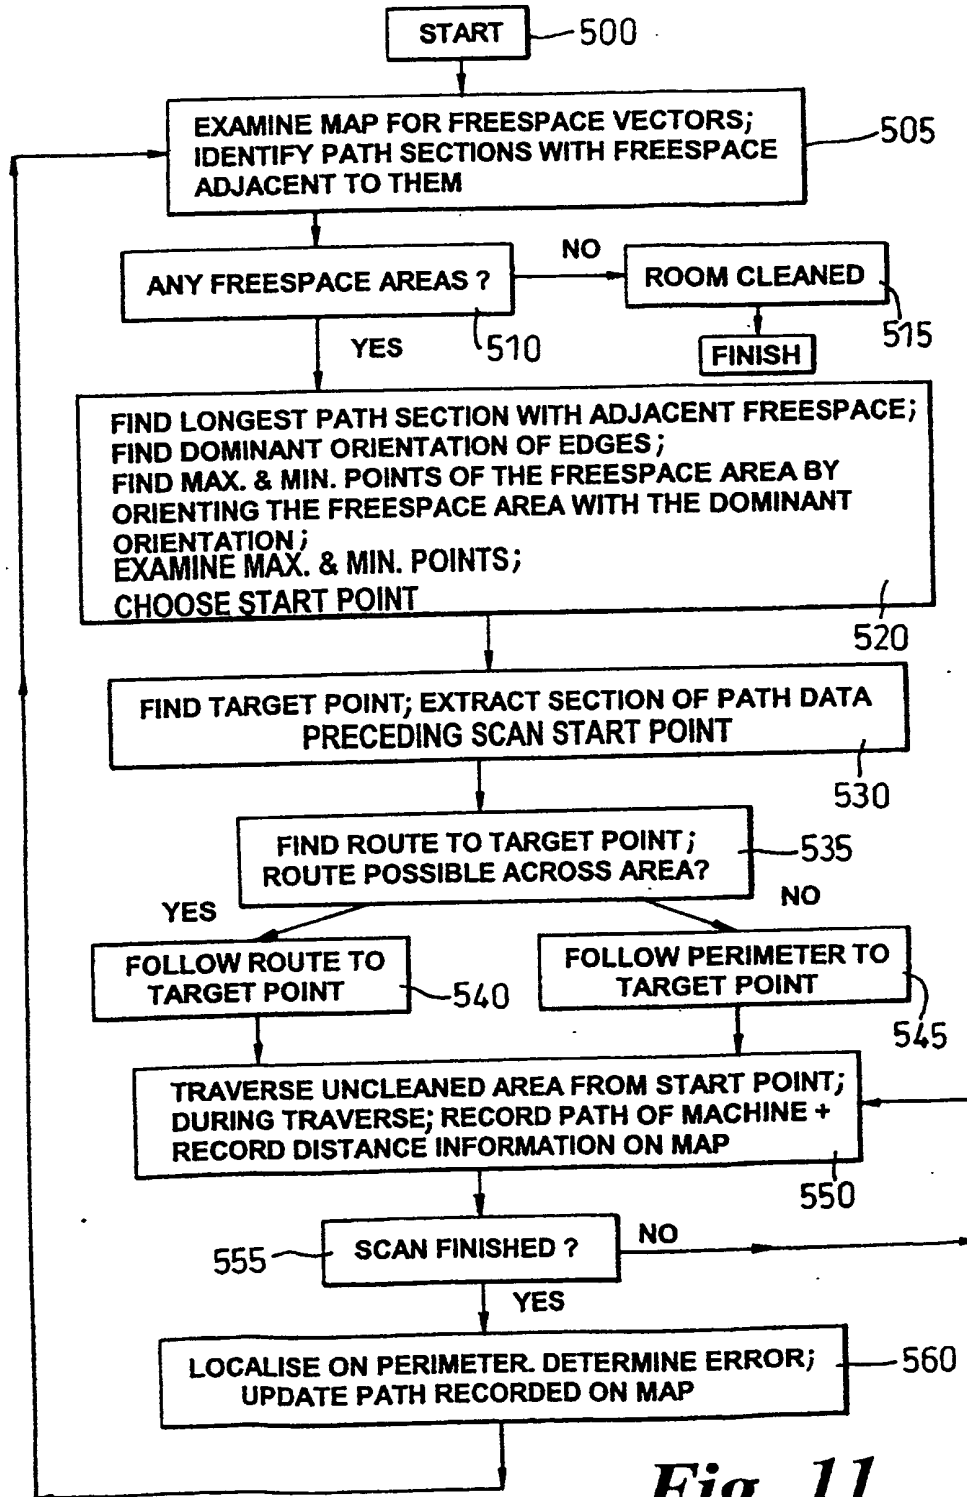 START
500
EXAMINE MAP FOR FREESPACE VECTORS;
IDENTIFY PATH SECTIONS WITH FREESPACE
ADJACENT TO THEM
505
ANY FREESPACE AREAS ?
510
NO
ROOM CLEANED
515
FINISH
YES
FIND LONGEST PATH SECTION WITH ADJACENT FREESPACE;
FIND DOMINANT ORIENTATION OF EDGES;
FIND MAX. & MIN. POINTS OF THE FREESPACE AREA BY
ORIENTING THE FREESPACE AREA WITH THE DOMINANT
ORIENTATION;
EXAMINE MAX. & MIN. POINTS;
CHOOSE START POINT
520
FIND TARGET POINT; EXTRACT SECTION OF PATH DATA
PRECEDING SCAN START POINT
530
FIND ROUTE TO TARGET POINT;
ROUTE POSSIBLE ACROSS AREA?
535
YES
NO
FOLLOW ROUTE TO
TARGET POINT
540
FOLLOW PERIMETER TO
TARGET POINT
545
TRAVERSE UNCLEANED AREA FROM START POINT;
DURING TRAVERSE; RECORD PATH OF MACHINE +
RECORD DISTANCE INFORMATION ON MAP
550
555
SCAN FINISHED ?
NO
YES
LOCALISE ON PERIMETER. DETERMINE ERROR;
UPDATE PATH RECORDED ON MAP
560
Fig. 11